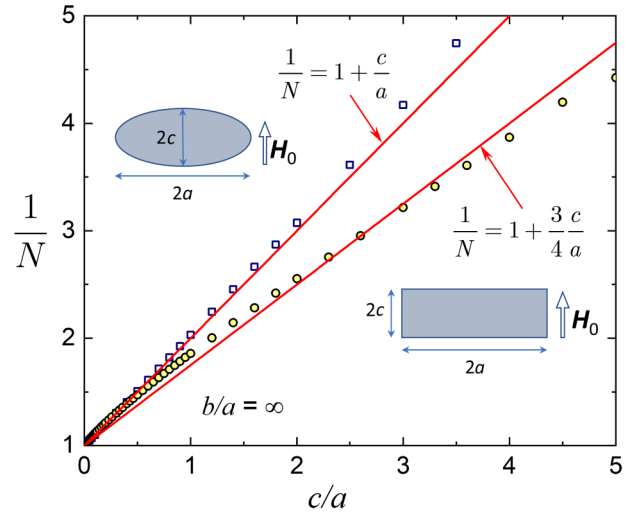 5
4
3
2
1
1/N
0
1
2
3
4
5
c/a
1/N = 1 + c/a
2c
2a
H₀
1/N = 1 + 3/4 c/a
2c
2a
H₀
b/a = ∞